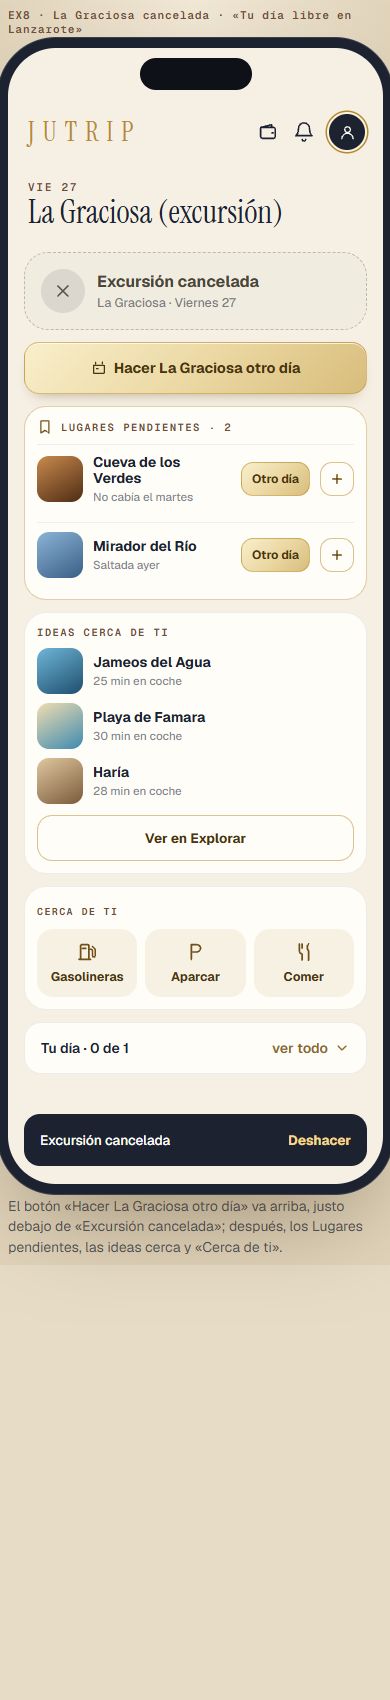 EX8 · La Graciosa cancelada · «Tu día libre en
Lanzarote»
JUTRIP
VIE 27
La Graciosa (excursión)
Excursión cancelada
La Graciosa · Viernes 27
Hacer La Graciosa otro día
LUGARES PENDIENTES · 2
Cueva de los
Verdes
No cabía el martes
Otro día
+
Mirador del Río
Saltada ayer
Otro día
+
IDEAS CERCA DE TI
Jameos del Agua
25 min en coche
Playa de Famara
30 min en coche
Haría
28 min en coche
Ver en Explorar
CERCA DE TI
Gasolineras
Aparcar
Comer
Tu día · 0 de 1
ver todo
Excursión cancelada
Deshacer
El botón «Hacer La Graciosa otro día» va arriba, justo
debajo de «Excursión cancelada»; después, los Lugares
pendientes, las ideas cerca y «Cerca de ti».